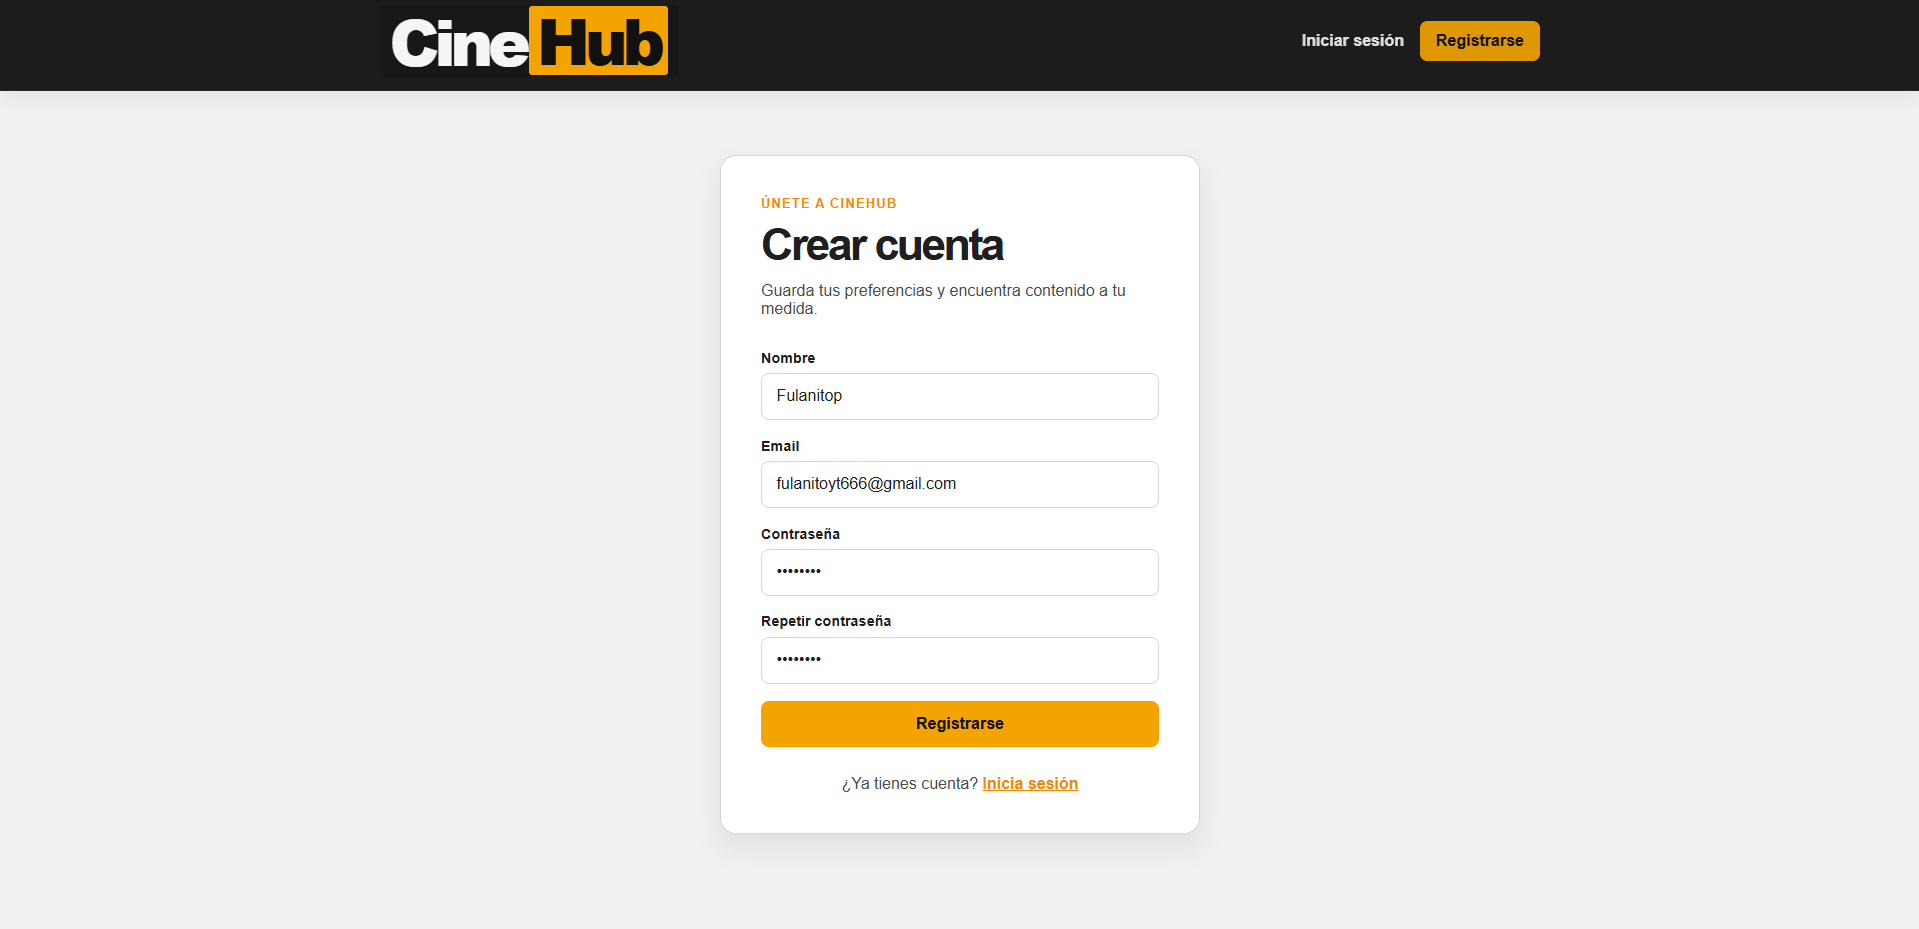 CineHub
Iniciar sesión
Registrarse
ÚNETE A CINEHUB
Crear cuenta
Guarda tus preferencias y encuentra contenido a tu
medida.
Nombre
Fulanitop
Email
fulanitoyt666@gmail.com
Contraseña
••••••••
Repetir contraseña
••••••••
Registrarse
¿Ya tienes cuenta? Inicia sesión